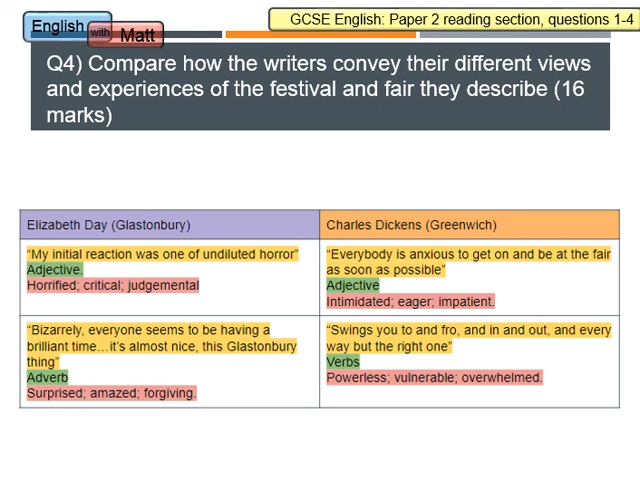 English
with
Matt
GCSE English: Paper 2 reading section, questions 1-4
Q4) Compare how the writers convey their different views
and experiences of the festival and fair they describe (16
marks)
Elizabeth Day (Glastonbury)
Charles Dickens (Greenwich)
“My initial reaction was one of undiluted horror”
Adjective.
Horrified; critical; judgemental
“Everybody is anxious to get on and be at the fair
as soon as possible”
Adjective
Intimidated; eager; impatient.
“Bizarrely, everyone seems to be having a
brilliant time…it’s almost nice, this Glastonbury
thing”
Adverb
Surprised; amazed; forgiving.
“Swings you to and fro, and in and out, and every
way but the right one”
Verbs
Powerless; vulnerable; overwhelmed.